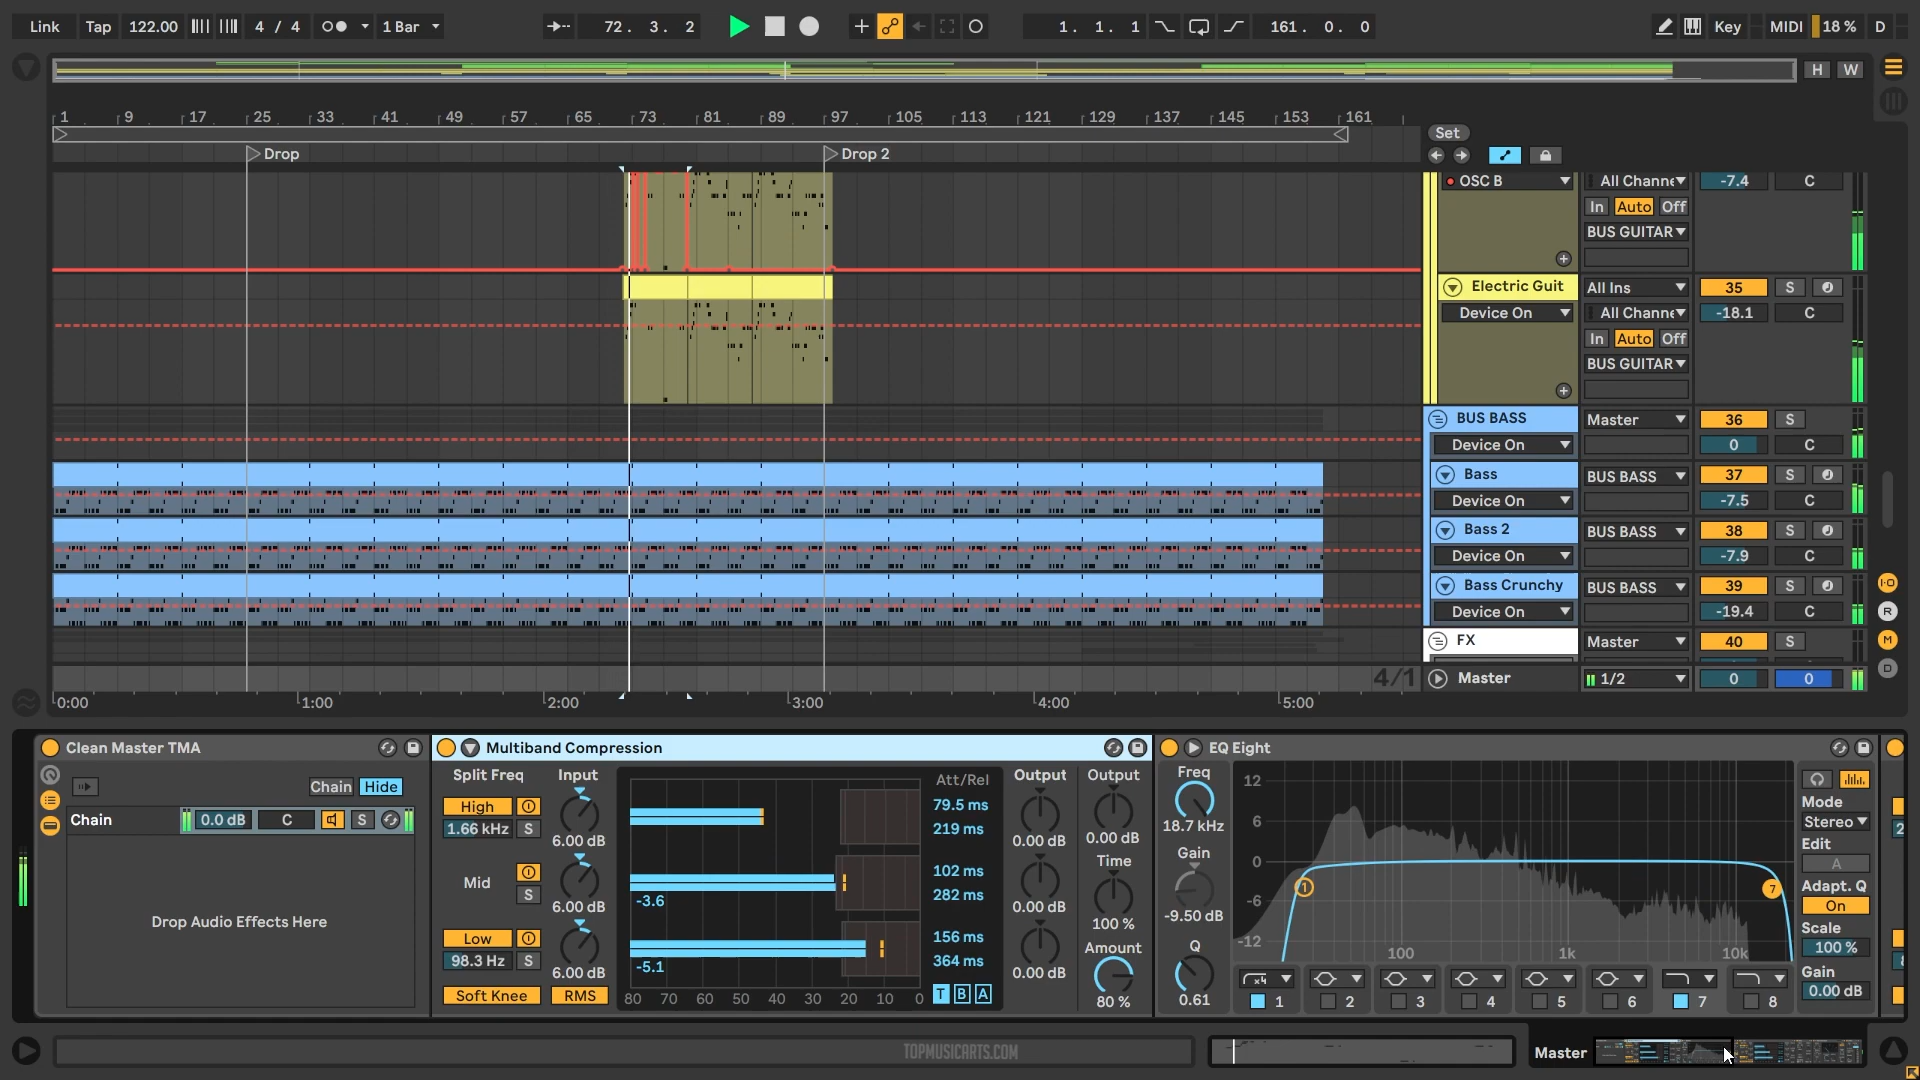 Link Tap 122.00 4 / 4 1 Bar 72. 3. 2 1. 1. 1 161. 0. 0 Key MIDI 18 % D
H W
1 9 17 25 33 41 49 57 65 73 81 89 97 105 113 121 129 137 145 153 161
Set
Drop Drop 2
OSC B All Channe -7.4 C
In Auto Off
BUS GUITAR
Electric Guit All Ins 35 S
Device On All Channe -18.1 C
In Auto Off
BUS GUITAR
BUS BASS Master 36 S
Device On 0 C
Bass BUS BASS 37 S
Device On -7.5 C
Bass 2 BUS BASS 38 S
Device On -7.9 C
Bass Crunchy BUS BASS 39 S
Device On -19.4 C
FX Master 40 S
4/1 Master 1/2 0 0
0:00 1:00 2:00 3:00 4:00 5:00
I·O
R
M
D
Clean Master TMA
Chain Hide
Chain 0.0 dB C S
Drop Audio Effects Here
Multiband Compression
Split Freq Input Att/Rel Output Output
High 79.5 ms
1.66 kHz S 219 ms
6.00 dB 0.00 dB 0.00 dB
Time
Mid 102 ms
S -3.6 282 ms
6.00 dB 0.00 dB 100 %
Low 156 ms Amount
98.3 Hz S -5.1 364 ms
6.00 dB 0.00 dB
Soft Knee RMS 80 70 60 50 40 30 20 10 0 T B A 80 %
EQ Eight
Freq 12
18.7 kHz 6
Gain 0
-9.50 dB -6
Q -12 100 1k 10k
0.61
1 7
1 2 3 4 5 6 7 8
x4
Mode
Stereo
Edit
A
Adapt. Q
On
Scale
100 %
Gain
0.00 dB
TOPMUSICARTS.COM
Master